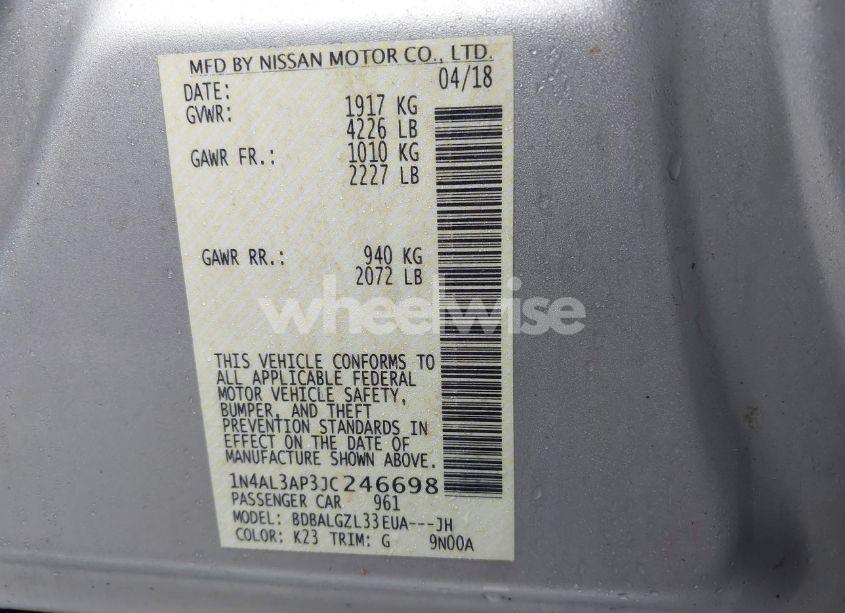 MFD BY NISSAN MOTOR CO., LTD.
DATE: 04/18
GVWR: 1917 KG
4226 LB
GAWR FR.: 1010 KG
2227 LB
GAWR RR.: 940 KG
2072 LB
wheelwise
THIS VEHICLE CONFORMS TO
ALL APPLICABLE FEDERAL
MOTOR VEHICLE SAFETY,
BUMPER, AND THEFT
PREVENTION STANDARDS IN
EFFECT ON THE DATE OF
MANUFACTURE SHOWN ABOVE.
1N4AL3AP3JC246698
PASSENGER CAR 961
MODEL: BDBALGZL33EUA---JH
COLOR: K23 TRIM: G 9N00A